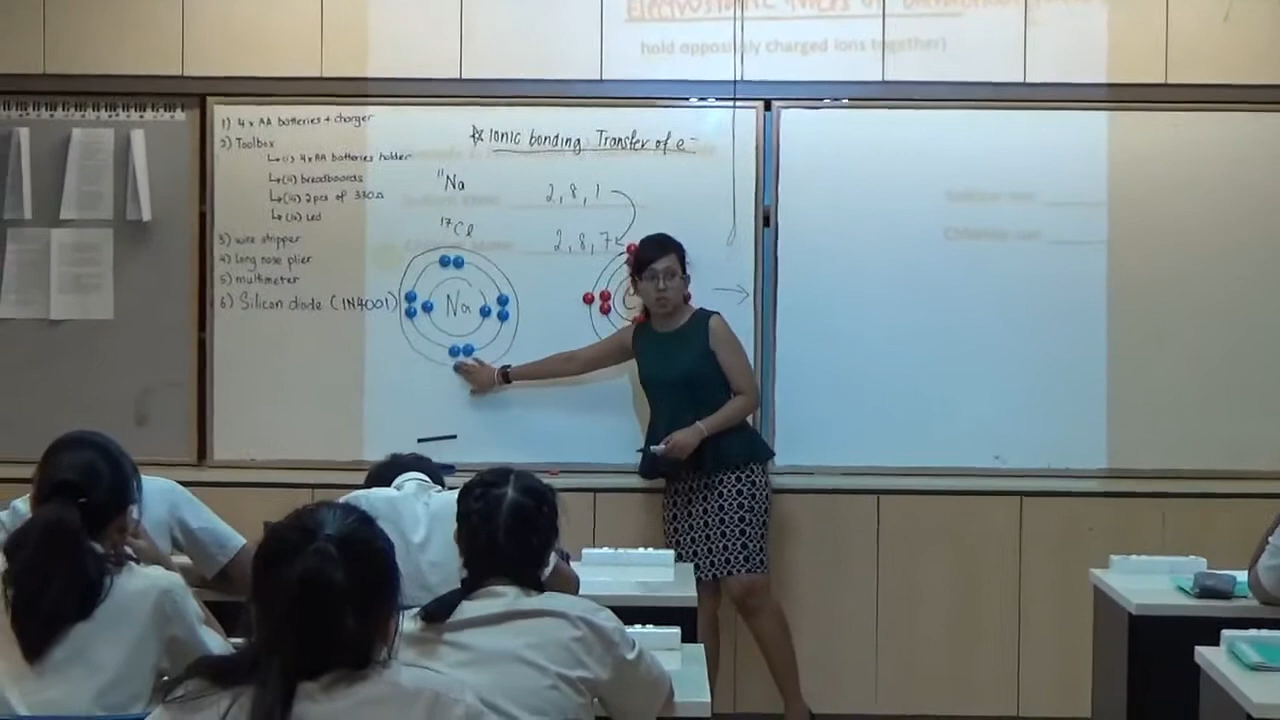 hold oppositely charged ions together)
1) 4 x AA batteries + charger
2) Toolbox
↳(i) 4xAA batteries holder
↳(ii) breadboards
↳(iii) 2 pcs of 330Ω
↳(iv) Led
3) wire stripper
4) long nose plier
5) multimeter
6) Silicon diode (1N4001)
Ionic bonding: Transfer of e⁻
¹¹Na
2, 8, 1
¹⁷Cl
2, 8, 7
Na